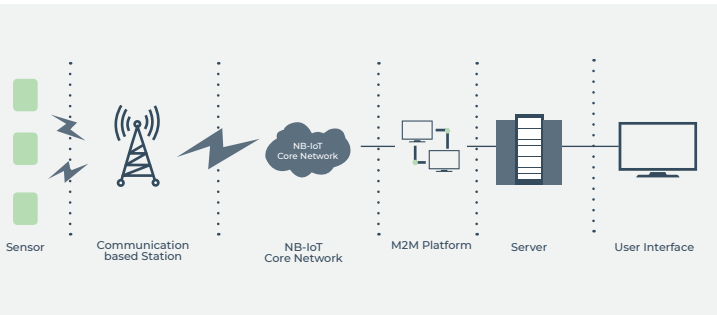 NB-IoT
Core Network
Sensor
Communication
based Station
NB-IoT
Core Network
M2M Platform
Server
User Interface